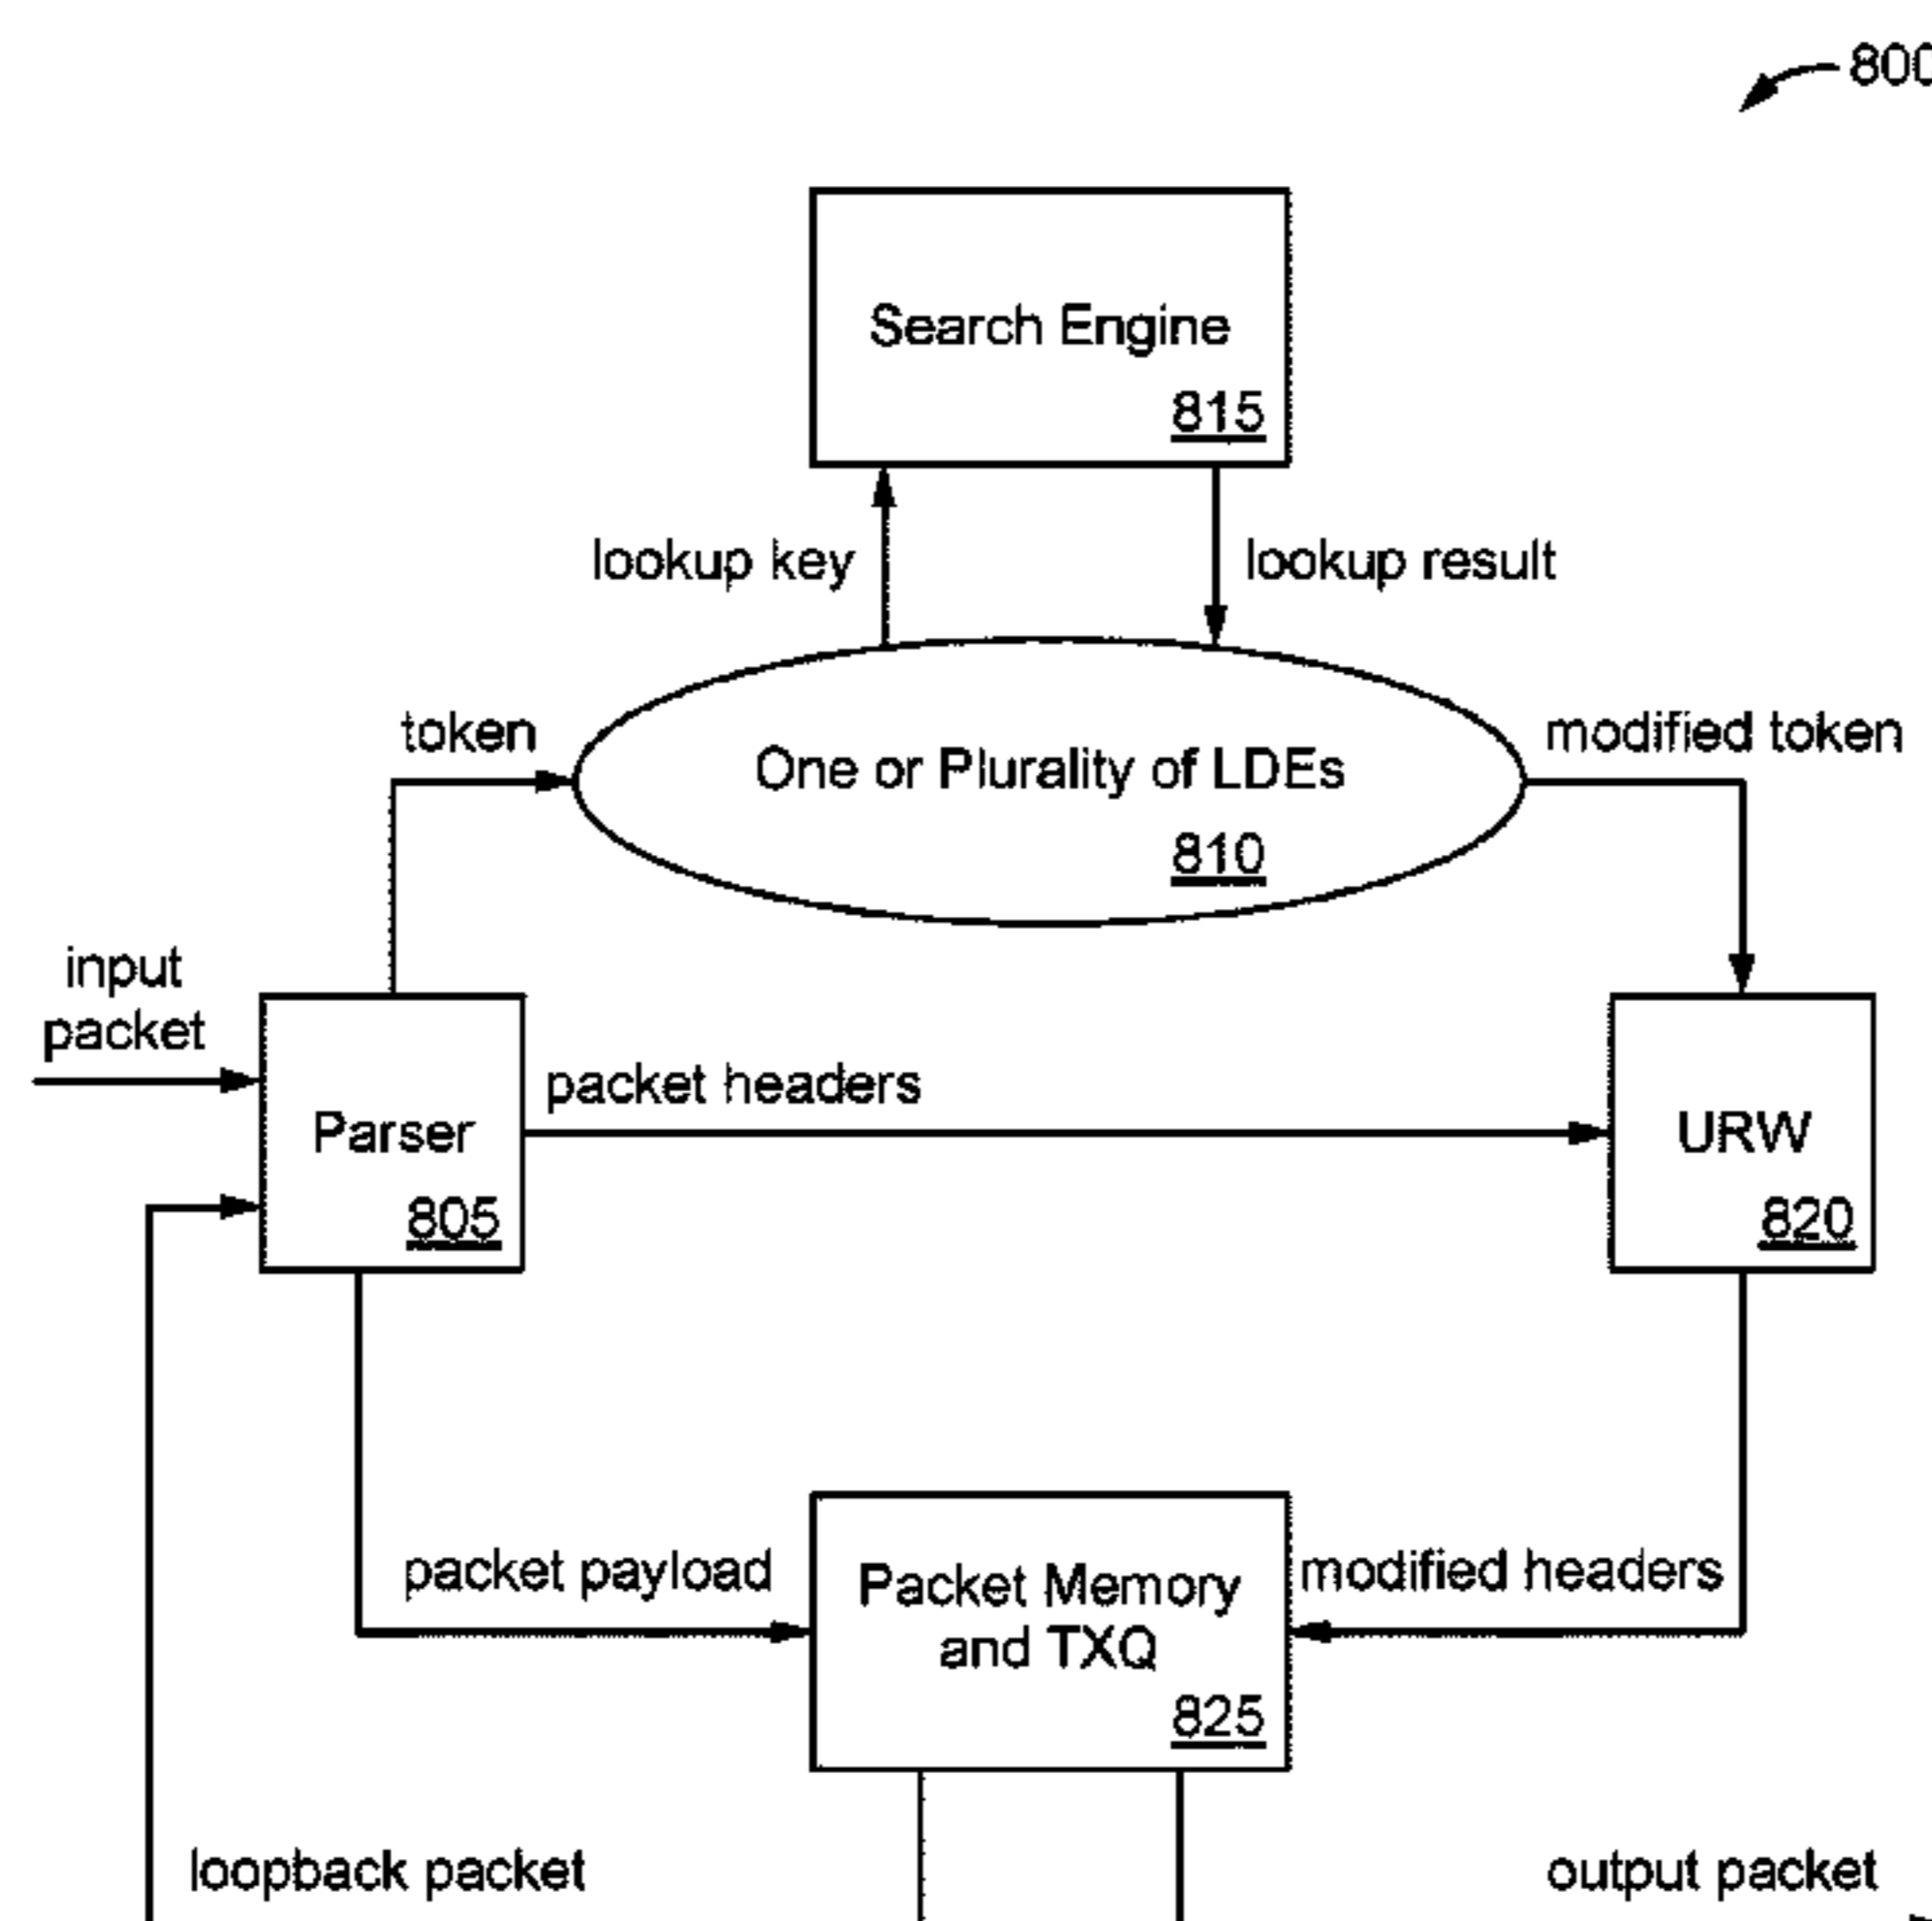 800
Search Engine
815
lookup key
lookup result
token
One or Plurality of LDEs
modified token
810
input
packet
packet headers
Parser
805
URW
820
packet payload
Packet Memory
and TXQ
modified headers
825
loopback packet
output packet